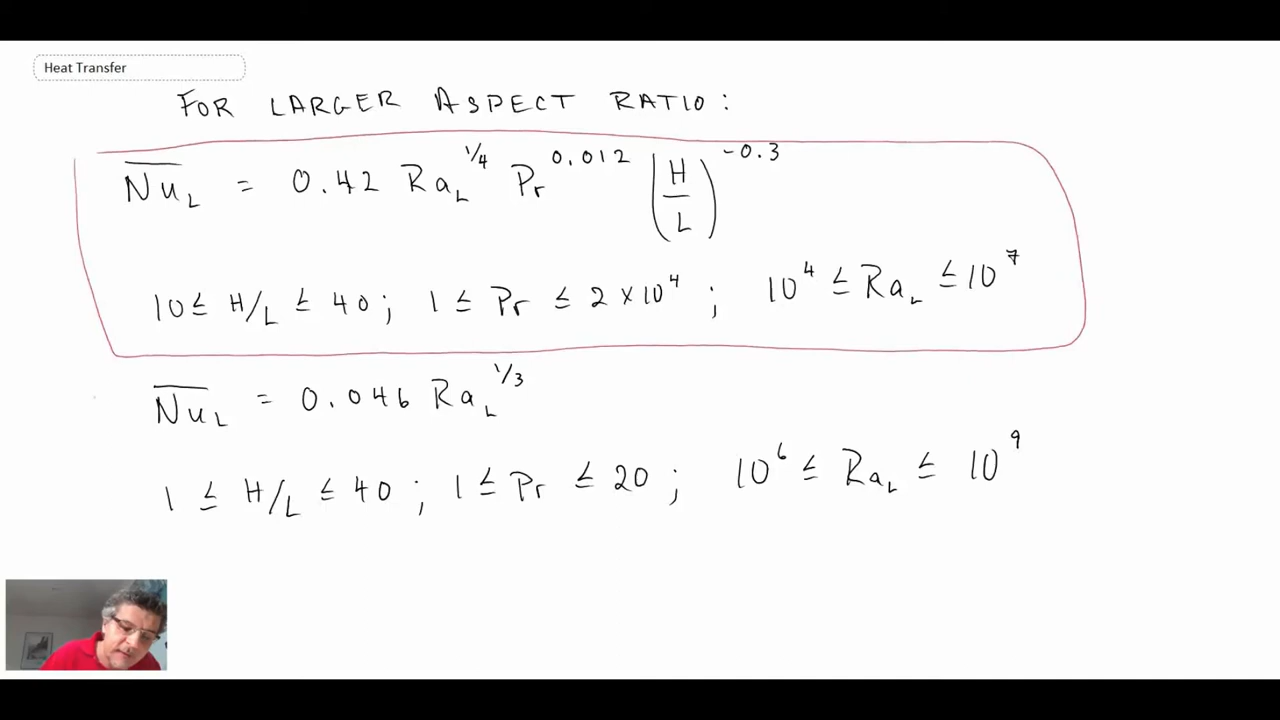 Heat Transfer
FOR LARGER ASPECT RATIO:
N̅u̅_L = 0.42 Ra_L^1/4 Pr^0.012 (H/L)^-0.3
10 ≤ H/L ≤ 40; 1 ≤ Pr ≤ 2×10^4; 10^4 ≤ Ra_L ≤ 10^7
N̅u̅_L = 0.046 Ra_L^1/3
1 ≤ H/L ≤ 40; 1 ≤ Pr ≤ 20; 10^6 ≤ Ra_L ≤ 10^9